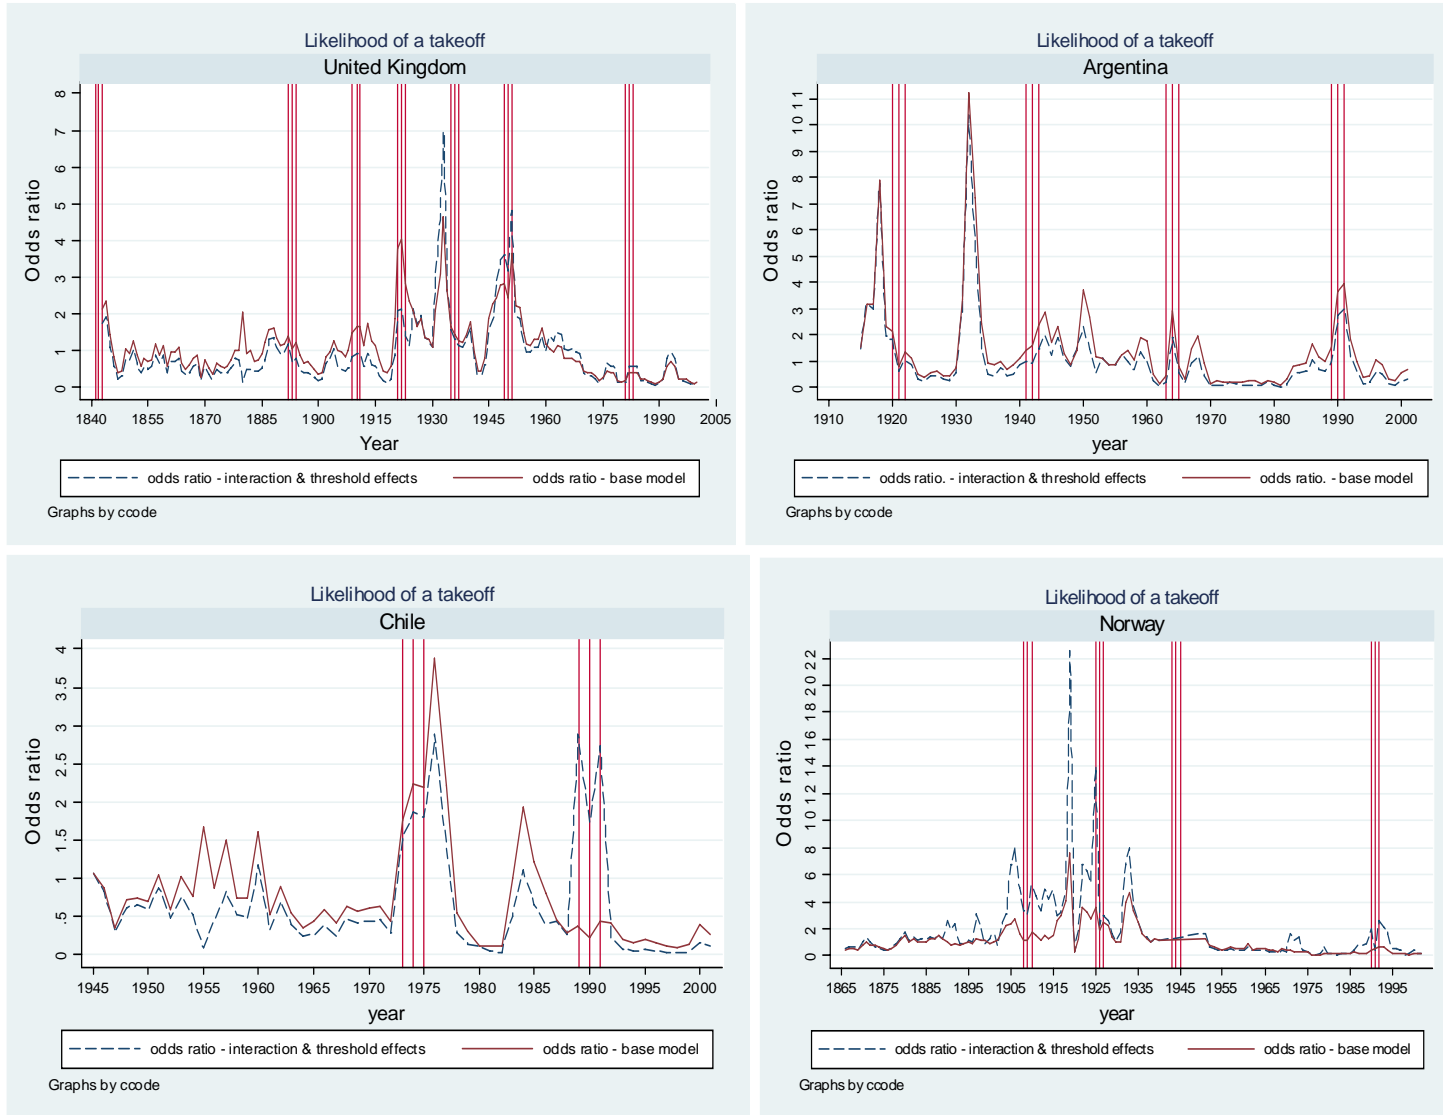 Likelihood of a takeoff
United Kingdom
Odds ratio
8
7
6
5
4
3
2
1
0
1840 1855 1870 1885 1900 1915 1930 1945 1960 1975 1990 2005
Year
odds ratio - interaction & threshold effects odds ratio - base model
Graphs by ccode
Likelihood of a takeoff
Argentina
Odds ratio
11
10
9
8
7
6
5
4
3
2
1
0
1910 1920 1930 1940 1950 1960 1970 1980 1990 2000
year
odds ratio. - interaction & threshold effects odds ratio. - base model
Graphs by ccode
Likelihood of a takeoff
Chile
Odds ratio
4
3.5
3
2.5
2
1.5
1
.5
0
1945 1950 1955 1960 1965 1970 1975 1980 1985 1990 1995 2000
year
odds ratio - interaction & threshold effects odds ratio - base model
Graphs by ccode
Likelihood of a takeoff
Norway
Odds ratio
22
20
18
16
14
12
10
8
6
4
2
0
1865 1875 1885 1895 1905 1915 1925 1935 1945 1955 1965 1975 1985 1995
year
odds ratio - interaction & threshold effects odds ratio - base model
Graphs by ccode